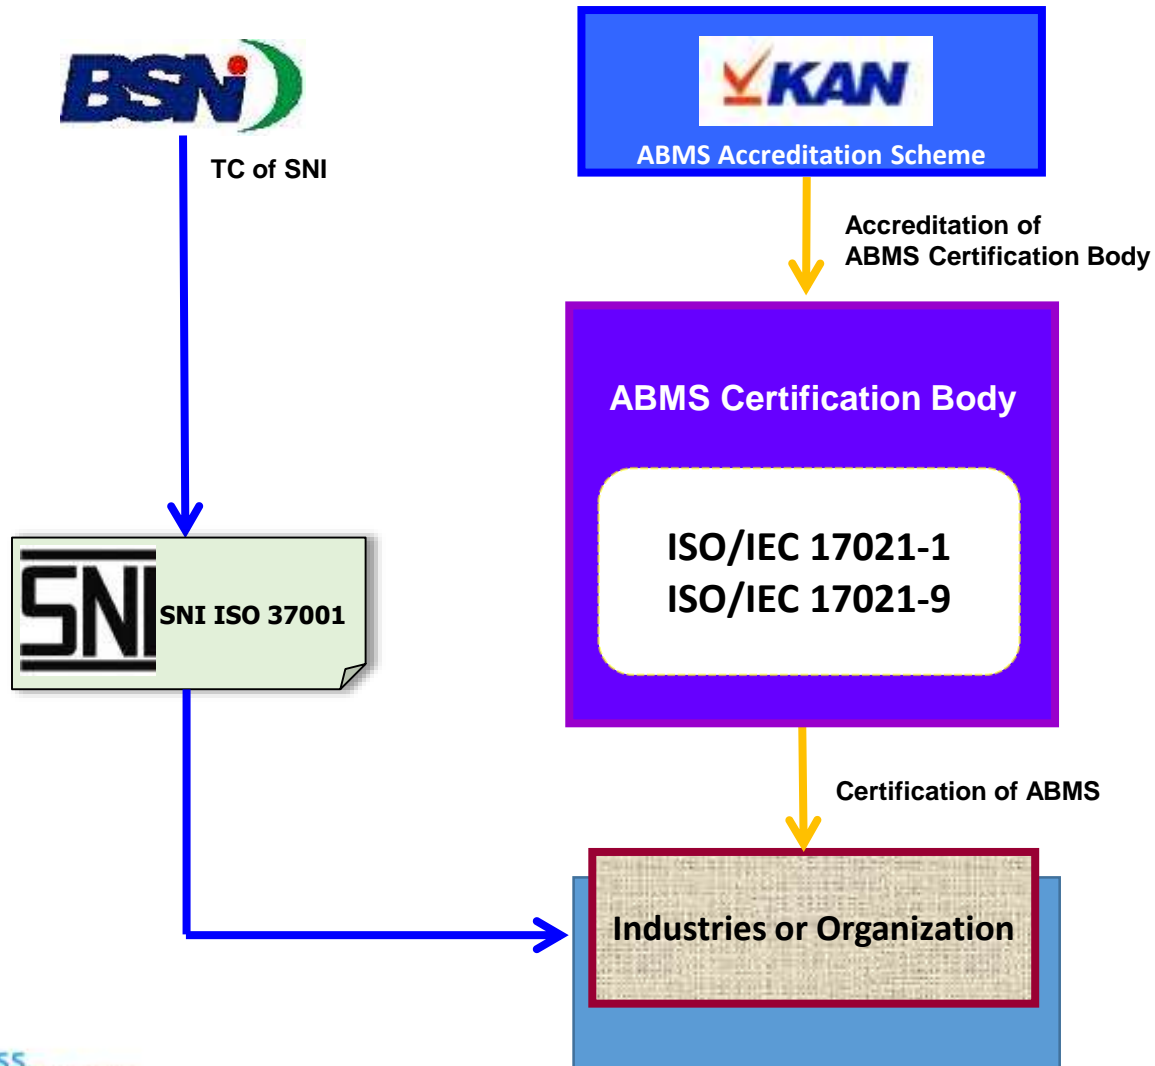 BSN
TC of SNI
KAN
ABMS Accreditation Scheme
Accreditation of
ABMS Certification Body
ABMS Certification Body
ISO/IEC 17021-1
ISO/IEC 17021-9
SNI
SNI ISO 37001
Certification of ABMS
Industries or Organization